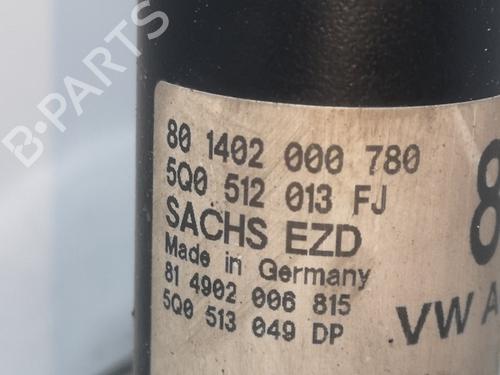 B-PARTS
80 1402 000 780
5Q0 512 013 FJ
SACHS EZD
Made in Germany
81 4902 006 815
5Q0 513 049 DP
8
VW A